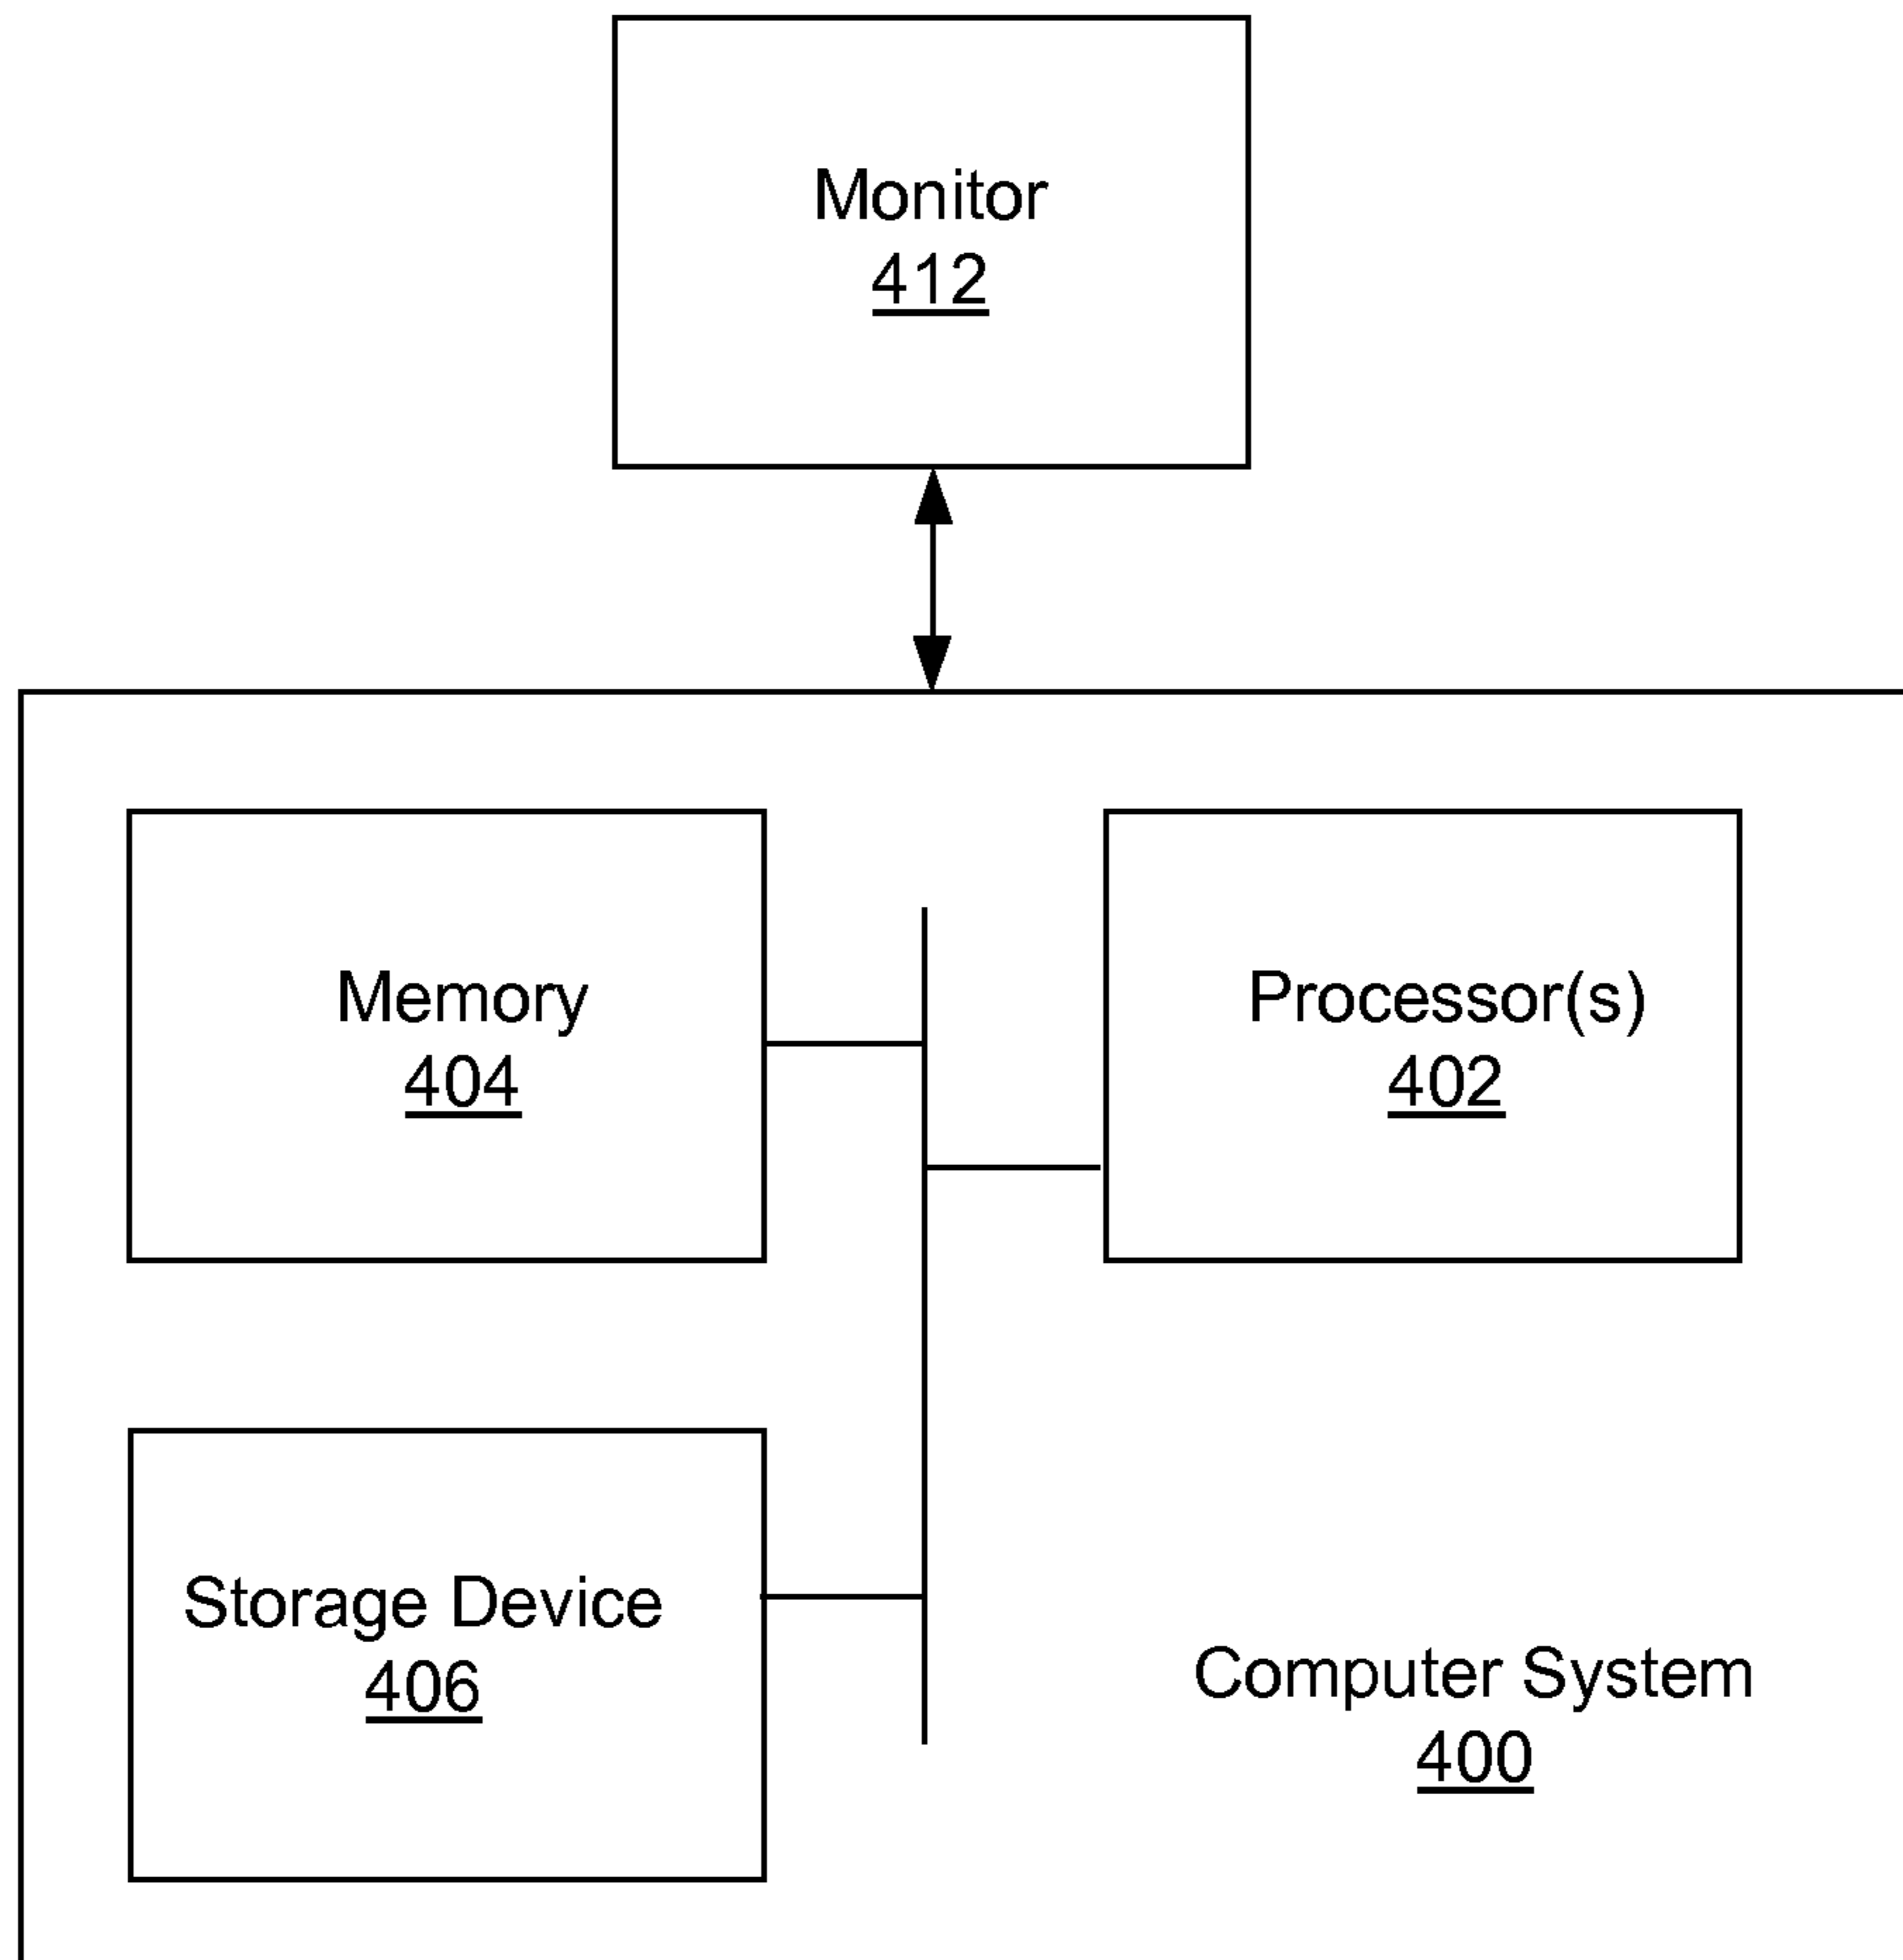 Monitor
412
Memory
404
Processor(s)
402
Storage Device
406
Computer System
400